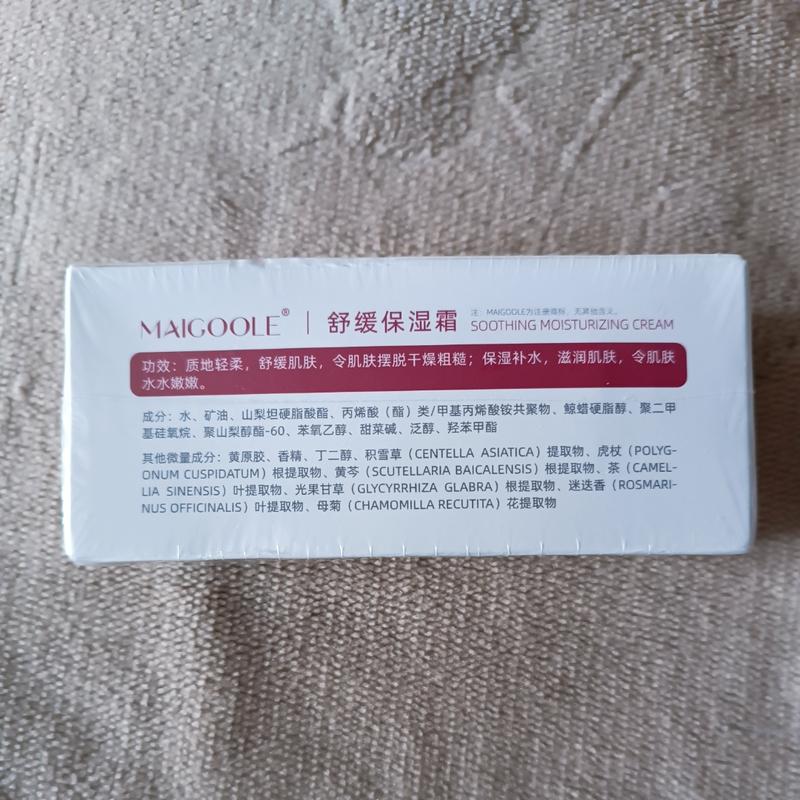 MAIGOOLE® | 舒缓保湿霜 注：MAIGOOLE为注册商标，无其他含义。
SOOTHING MOISTURIZING CREAM
功效：质地轻柔，舒缓肌肤，令肌肤摆脱干燥粗糙；保湿补水，滋润肌肤，令肌肤
水水嫩嫩。
成分：水、矿油、山梨坦硬脂酸酯、丙烯酸（酯）类/甲基丙烯酸铵共聚物、鲸蜡硬脂醇、聚二甲
基硅氧烷、聚山梨醇酯-60、苯氧乙醇、甜菜碱、泛醇、羟苯甲酯
其他微量成分：黄原胶、香精、丁二醇、积雪草（CENTELLA ASIATICA）提取物、虎杖（POLYG-
ONUM CUSPIDATUM）根提取物、黄芩（SCUTELLARIA BAICALENSIS）根提取物、茶（CAMEL-
LIA SINENSIS）叶提取物、光果甘草（GLYCYRRHIZA GLABRA）根提取物、迷迭香（ROSMARI-
NUS OFFICINALIS）叶提取物、母菊（CHAMOMILLA RECUTITA）花提取物